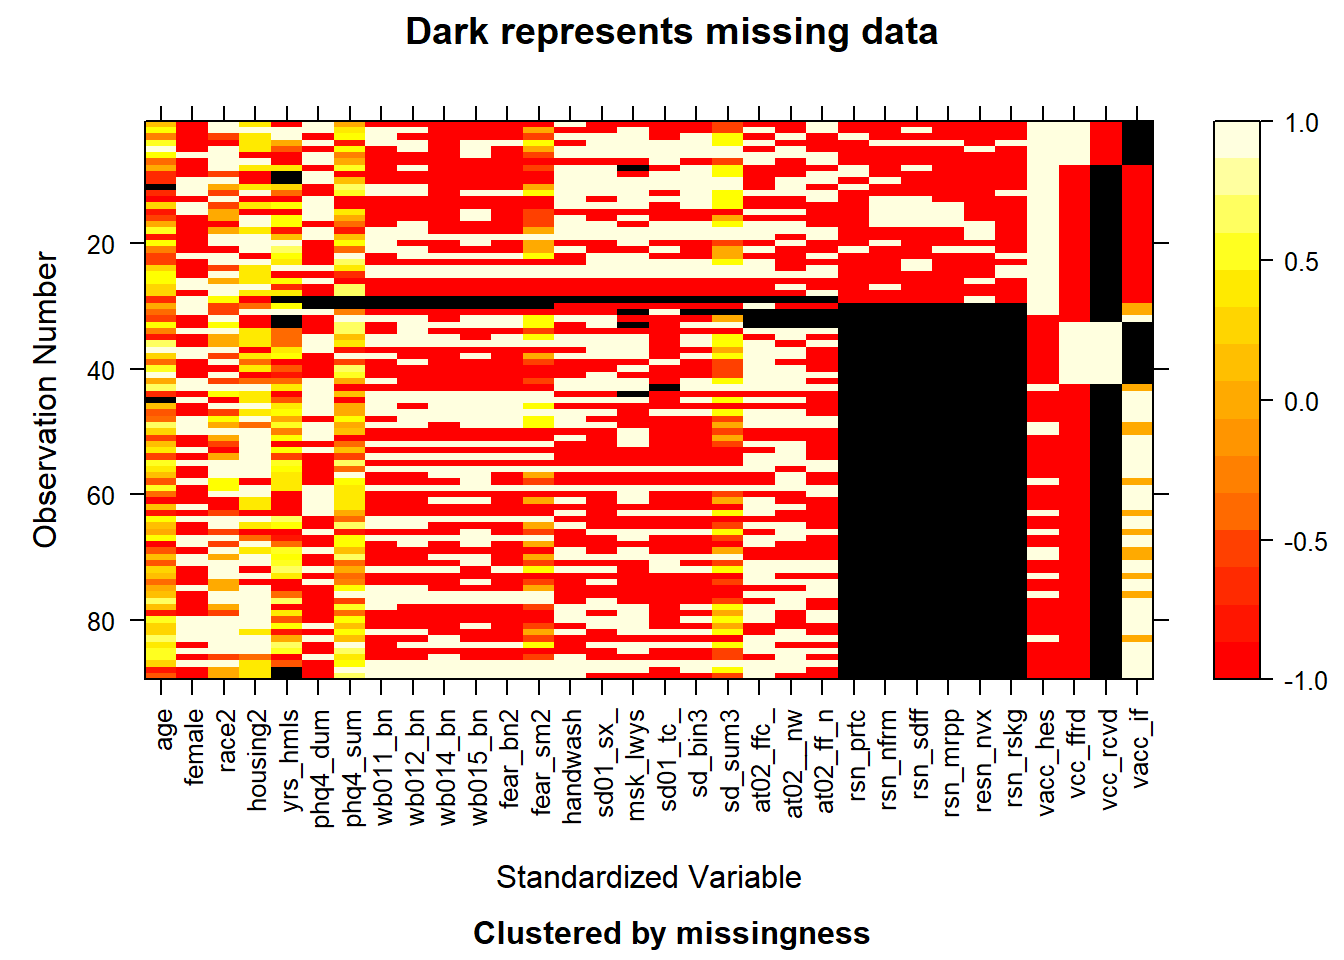 Dark represents missing data
Observation Number
20
40
60
80
1.0
0.5
0.0
-0.5
-1.0
age
female
race2
housing2
yrs_hmls
phq4_dum
phq4_sum
wb011_bn
wb012_bn
wb014_bn
wb015_bn
fear_bn2
fear_sm2
handwash
sd01_sx_
msk_lwys
sd01_tc_
sd_bin3
sd_sum3
at02_ffc_
at02__nw
at02_ff_n
rsn_prtc
rsn_nfrm
rsn_sdff
rsn_mrpp
resn_nvx
rsn_rskg
vacc_hes
vcc_ffrd
vcc_rcvd
vacc_if
Standardized Variable
Clustered by missingness